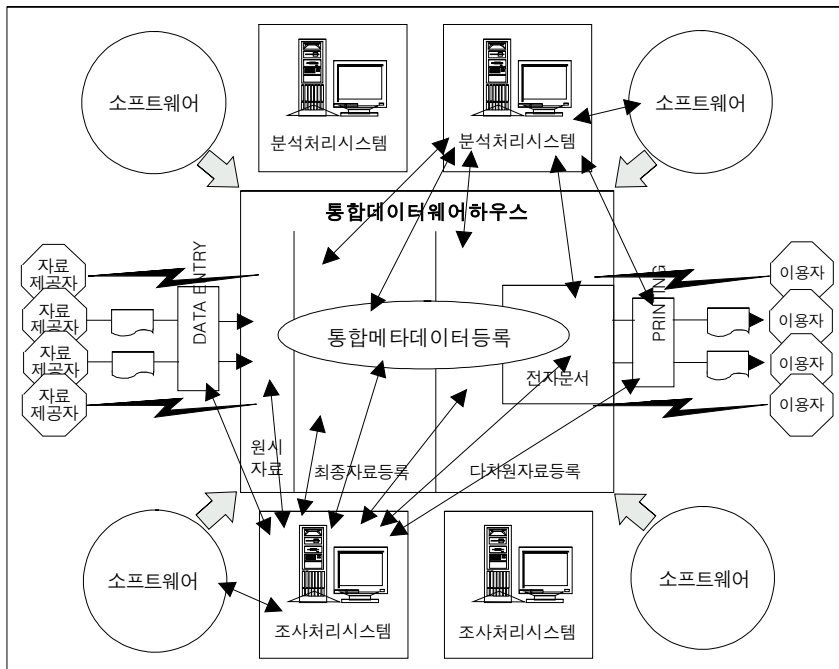 소프트웨어
분석처리시스템
분석처리시스템
소프트웨어
통합데이터웨어하우스
자료
제공자
자료
제공자
자료
제공자
자료
제공자
DATA ENTRY
통합메타데이터등록
전자문서
PRINTING
이용자
이용자
이용자
이용자
원시
자료
최종자료등록
다차원자료등록
소프트웨어
조사처리시스템
조사처리시스템
소프트웨어